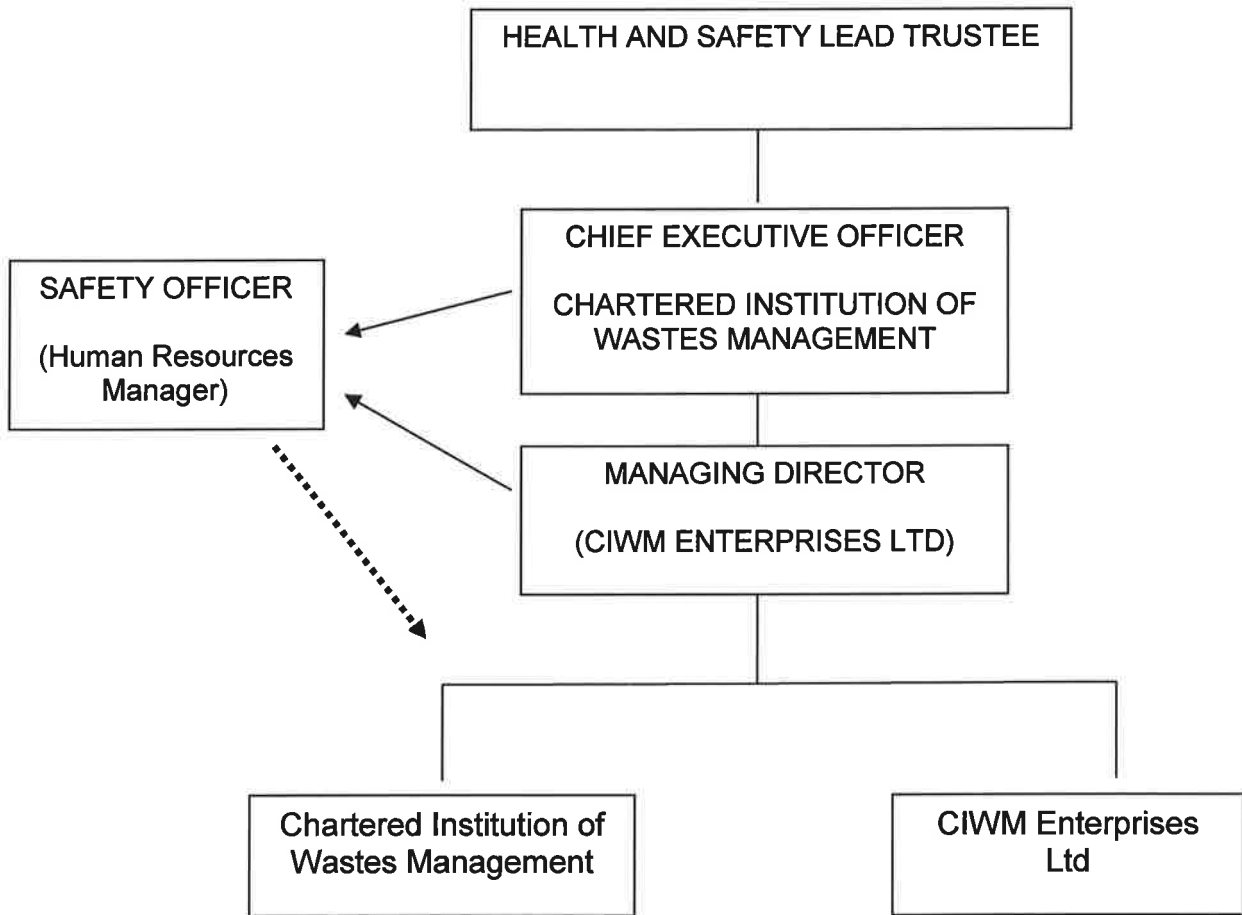 HEALTH AND SAFETY LEAD TRUSTEE
CHIEF EXECUTIVE OFFICER
CHARTERED INSTITUTION OF
WASTES MANAGEMENT
SAFETY OFFICER
(Human Resources
Manager)
MANAGING DIRECTOR
(CIWM ENTERPRISES LTD)
Chartered Institution of
Wastes Management
CIWM Enterprises
Ltd